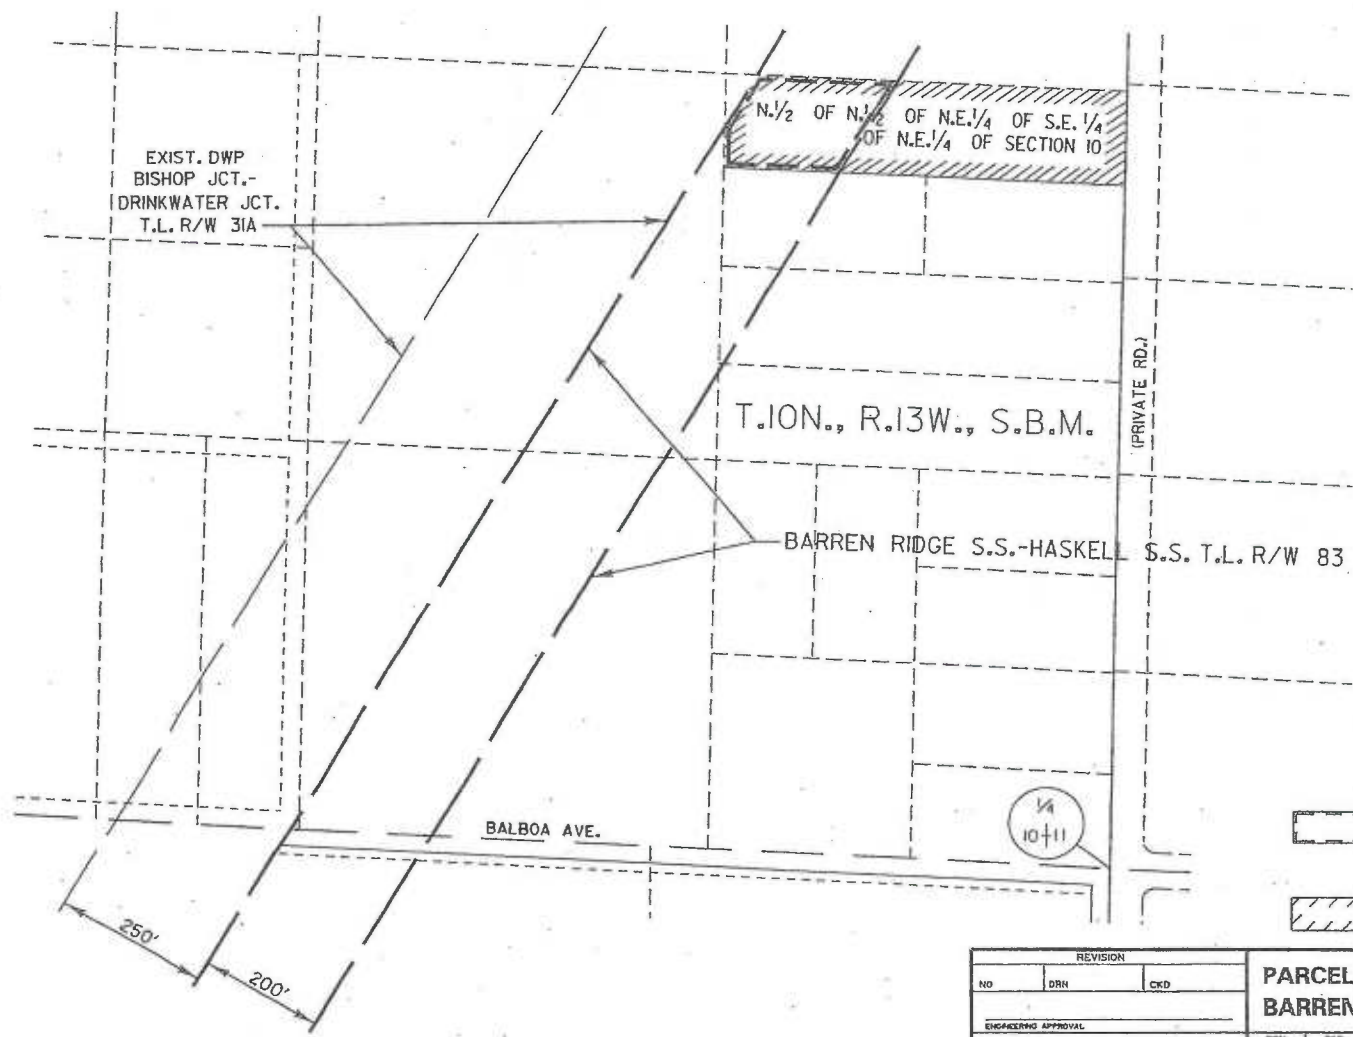 N.1/2 OF N.1/2 OF N.E.1/4 OF S.E.1/4
OF N.E.1/4 OF SECTION 10
EXIST. DWP
BISHOP JCT.-
DRINKWATER JCT.
T.L. R/W 31A
(PRIVATE RD.)
T.10N., R.13W., S.B.M.
BARREN RIDGE S.S.-HASKELL S.S. T.L. R/W 83
1/4
10 11
BALBOA AVE.
250'
200'
REVISION
NO DRN CKD
ENGINEERING APPROVAL
PARCEL
BARREN